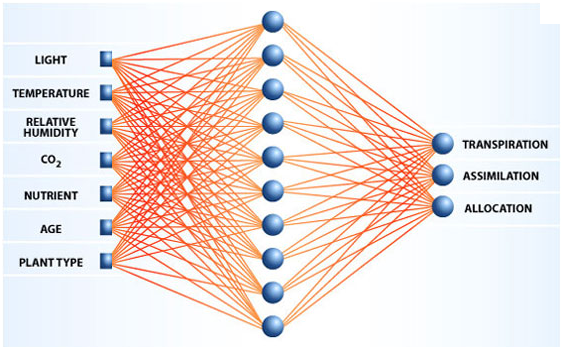 LIGHT
TEMPERATURE
RELATIVE
HUMIDITY
CO₂
NUTRIENT
AGE
PLANT TYPE
TRANSPIRATION
ASSIMILATION
ALLOCATION